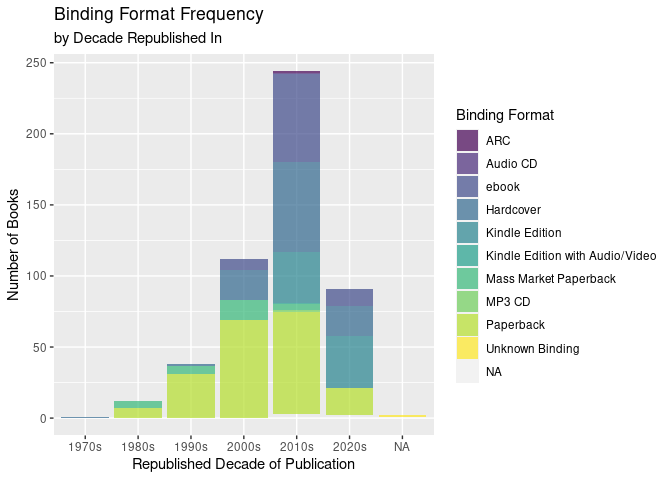 Binding Format Frequency
by Decade Republished In
250
200
150
100
50
0
Number of Books
1970s 1980s 1990s 2000s 2010s 2020s NA
Republished Decade of Publication
Binding Format
ARC
Audio CD
ebook
Hardcover
Kindle Edition
Kindle Edition with Audio/Video
Mass Market Paperback
MP3 CD
Paperback
Unknown Binding
NA